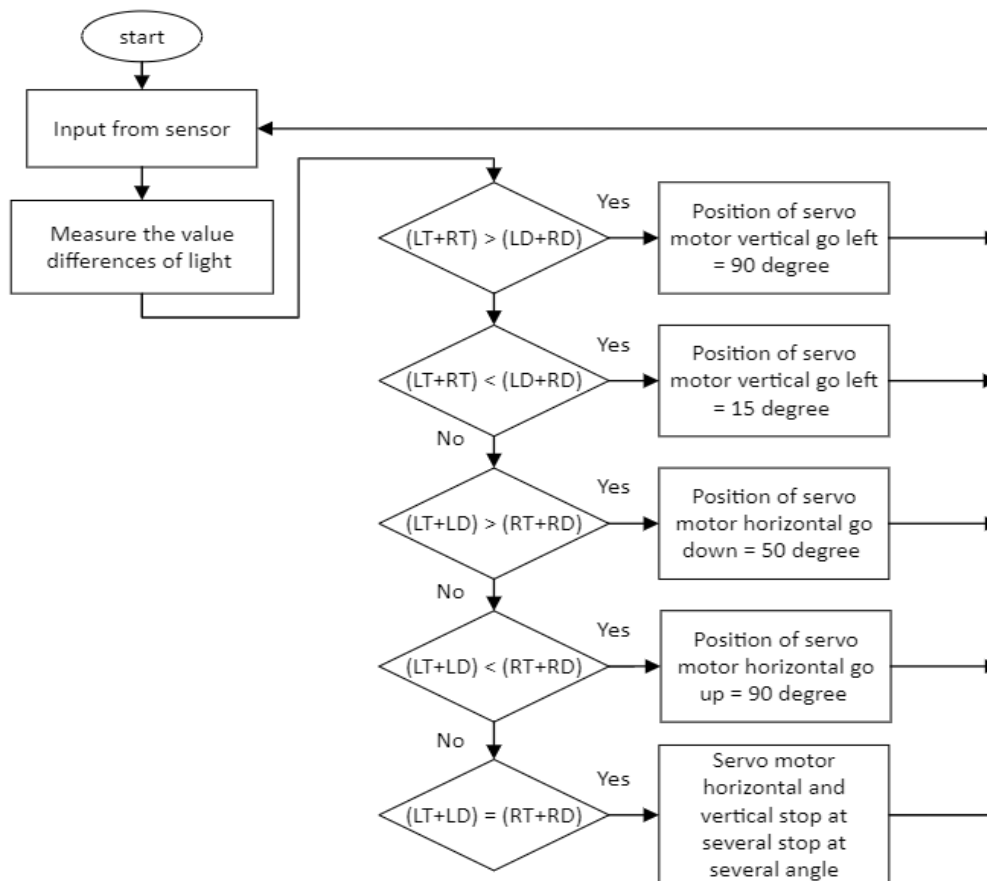 start
Input from sensor
Measure the value
differences of light
(LT+RT) > (LD+RD)
Yes
Position of servo
motor vertical go left
= 90 degree
(LT+RT) < (LD+RD)
Yes
Position of servo
motor vertical go left
= 15 degree
No
(LT+LD) > (RT+RD)
Yes
Position of servo
motor horizontal go
down = 50 degree
No
(LT+LD) < (RT+RD)
Yes
Position of servo
motor horizontal go
up = 90 degree
No
(LT+LD) = (RT+RD)
Yes
Servo motor
horizontal and
vertical stop at
several stop at
several angle